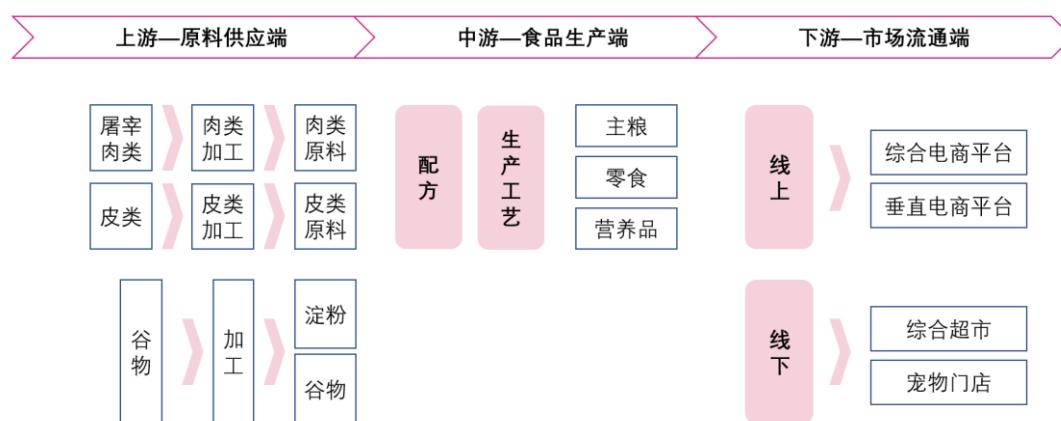 上游—原料供应端
中游—食品生产端
下游—市场流通端
屠宰
肉类
肉类
加工
肉类
原料
皮类
皮类
加工
皮类
原料
谷物
加工
淀粉
谷物
配方
生产工艺
主粮
零食
营养品
线上
综合电商平台
垂直电商平台
线下
综合超市
宠物门店